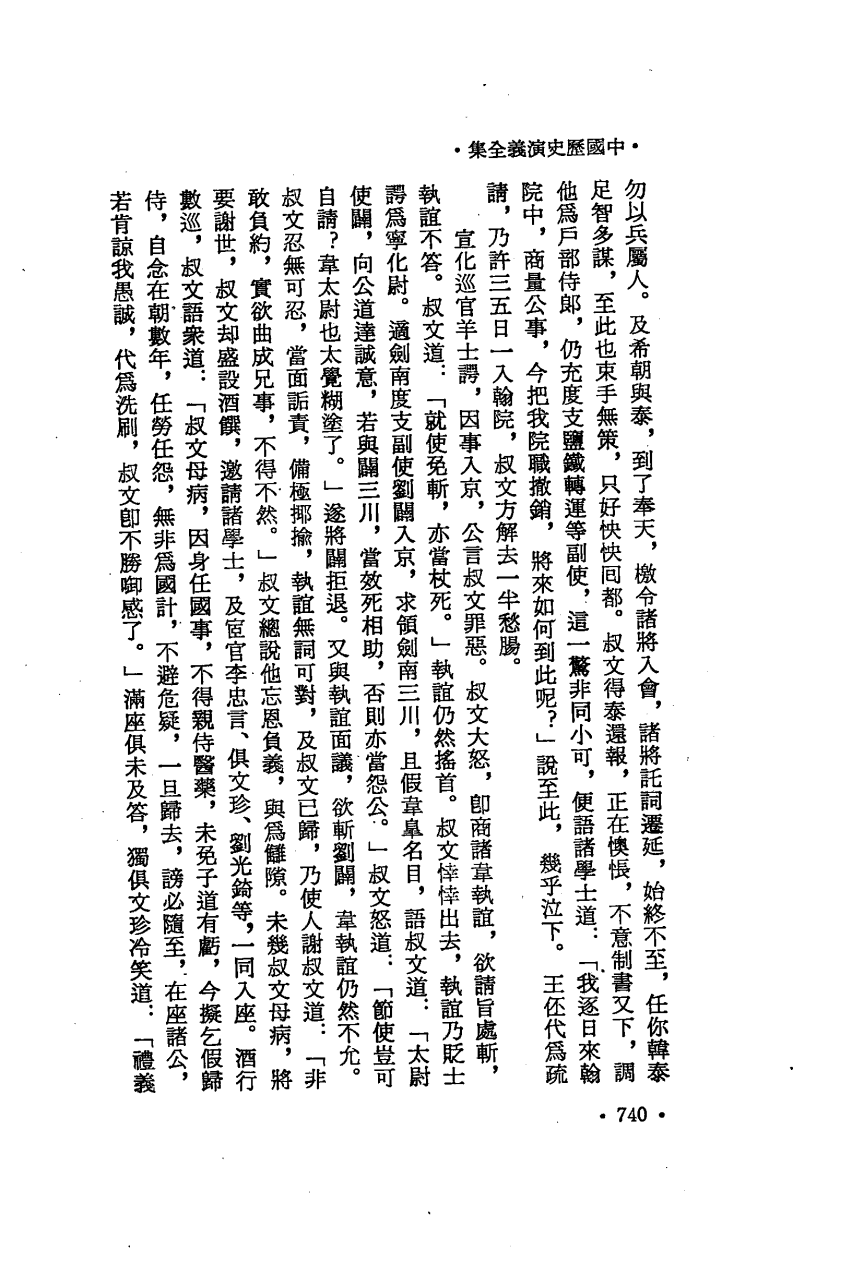 •中國歷史演義全集•
勿以兵屬人。及希朝與泰，到了奉天，檄令諸將入會，諸將託詞遷延，始終不至，任你韓泰
足智多謀，至此也束手無策，只好怏怏囘都。叔文得泰還報，正在懊悵，不意制書又下，調
他爲戶部侍郞，仍充度支鹽鐵轉運等副使，這一驚非同小可，便語諸學士道：「我逐日來翰
院中，商量公事，今把我院職撤銷，將來如何到此呢？」說至此，幾乎泣下。王伾代爲疏
請，乃許三五日一入翰院，叔文方解去一半愁腸。
宣化巡官羊士諤，因事入京，公言叔文罪惡。叔文大怒，卽商諸韋執誼，欲請旨處斬，
執誼不答。叔文道：「就使免斬，亦當杖死。」執誼仍然搖首。叔文悻悻出去，執誼乃貶士
諤爲寧化尉。適劍南度支副使劉闢入京，求領劍南三川，且假韋皐名目，語叔文道：「太尉
使闢，向公道達誠意，若與闢三川，當效死相助，否則亦當怨公。」叔文怒道：「節使豈可
自請？韋太尉也太覺糊塗了。」遂將闢拒退。又與執誼面議，欲斬劉闢，韋執誼仍然不允。
叔文忍無可忍，當面詬責，備極揶揄，執誼無詞可對，及叔文已歸，乃使人謝叔文道：「非
敢負約，實欲曲成兄事，不得不然。」叔文總說他忘恩負義，與爲讎隙。未幾叔文母病，將
要謝世，叔文却盛設酒饌，邀請諸學士，及宦官李忠言、俱文珍、劉光錡等，一同入座。酒行
數巡，叔文語衆道：「叔文母病，因身任國事，不得親侍醫藥，未免子道有虧，今擬乞假歸
侍，自念在朝數年，任勞任怨，無非爲國計，不避危疑，一旦歸去，謗必隨至，在座諸公，
若肯諒我愚誠，代爲洗刷，叔文卽不勝啣感了。」滿座俱未及答，獨俱文珍冷笑道：「禮義
•740•